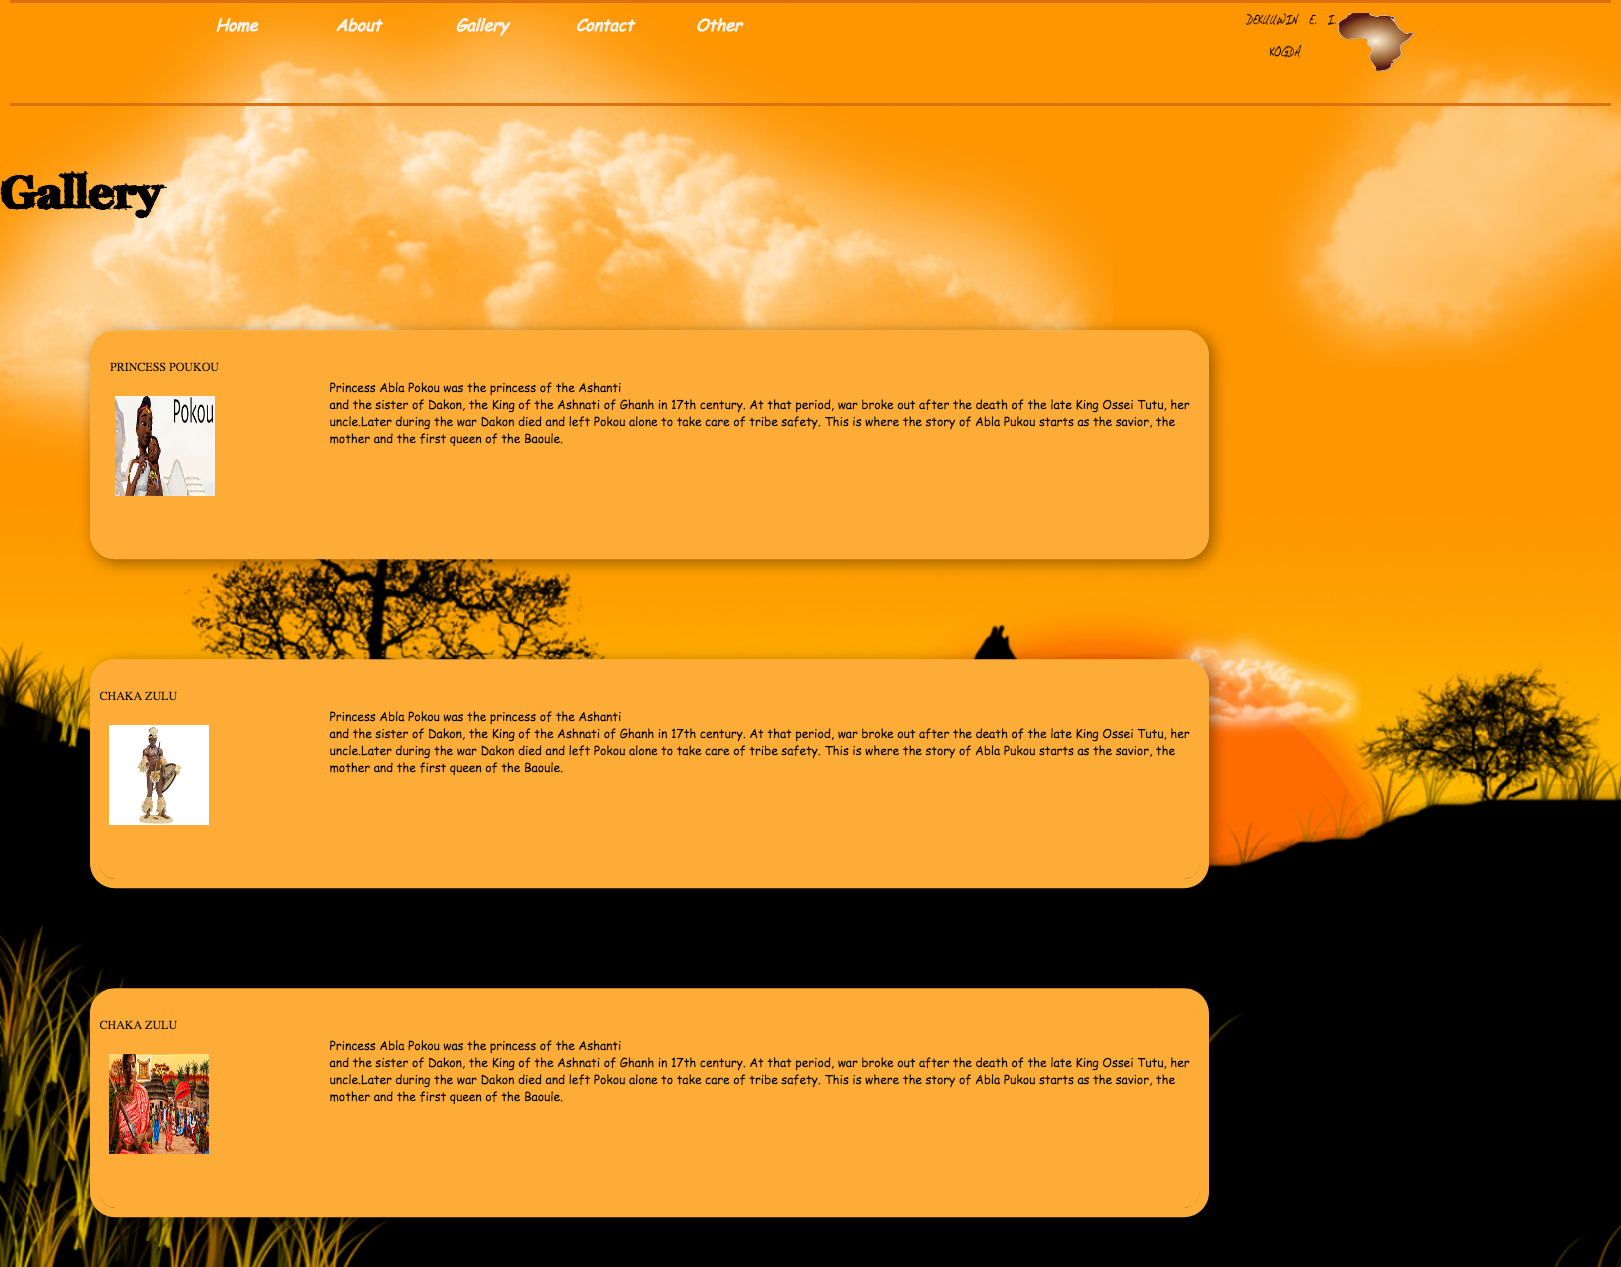 Home About Gallery Contact Other
DEKUUWIN E. I.
KOGDA
Gallery
PRINCESS POUKOU
Pokou
Princess Abla Pokou was the princess of the Ashanti
and the sister of Dakon, the King of the Ashnati of Ghanh in 17th century. At that period, war broke out after the death of the late King Ossei Tutu, her
uncle.Later during the war Dakon died and left Pokou alone to take care of tribe safety. This is where the story of Abla Pukou starts as the savior, the
mother and the first queen of the Baoule.
CHAKA ZULU
Princess Abla Pokou was the princess of the Ashanti
and the sister of Dakon, the King of the Ashnati of Ghanh in 17th century. At that period, war broke out after the death of the late King Ossei Tutu, her
uncle.Later during the war Dakon died and left Pokou alone to take care of tribe safety. This is where the story of Abla Pukou starts as the savior, the
mother and the first queen of the Baoule.
CHAKA ZULU
Princess Abla Pokou was the princess of the Ashanti
and the sister of Dakon, the King of the Ashnati of Ghanh in 17th century. At that period, war broke out after the death of the late King Ossei Tutu, her
uncle.Later during the war Dakon died and left Pokou alone to take care of tribe safety. This is where the story of Abla Pukou starts as the savior, the
mother and the first queen of the Baoule.